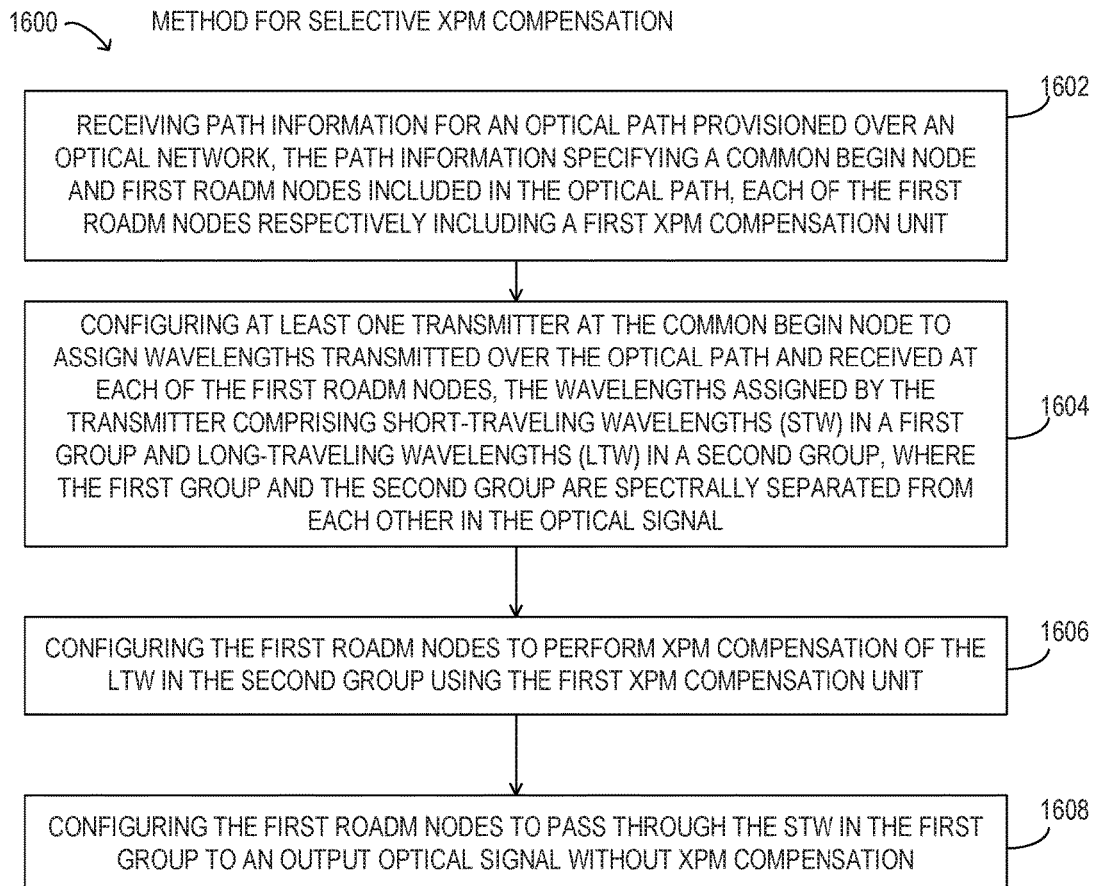 1600
METHOD FOR SELECTIVE XPM COMPENSATION
1602
RECEIVING PATH INFORMATION FOR AN OPTICAL PATH PROVISIONED OVER AN
OPTICAL NETWORK, THE PATH INFORMATION SPECIFYING A COMMON BEGIN NODE
AND FIRST ROADM NODES INCLUDED IN THE OPTICAL PATH, EACH OF THE FIRST
ROADM NODES RESPECTIVELY INCLUDING A FIRST XPM COMPENSATION UNIT
CONFIGURING AT LEAST ONE TRANSMITTER AT THE COMMON BEGIN NODE TO
ASSIGN WAVELENGTHS TRANSMITTED OVER THE OPTICAL PATH AND RECEIVED AT
EACH OF THE FIRST ROADM NODES, THE WAVELENGTHS ASSIGNED BY THE
TRANSMITTER COMPRISING SHORT-TRAVELING WAVELENGTHS (STW) IN A FIRST
GROUP AND LONG-TRAVELING WAVELENGTHS (LTW) IN A SECOND GROUP, WHERE
THE FIRST GROUP AND THE SECOND GROUP ARE SPECTRALLY SEPARATED FROM
EACH OTHER IN THE OPTICAL SIGNAL
1604
CONFIGURING THE FIRST ROADM NODES TO PERFORM XPM COMPENSATION OF THE
LTW IN THE SECOND GROUP USING THE FIRST XPM COMPENSATION UNIT
1606
CONFIGURING THE FIRST ROADM NODES TO PASS THROUGH THE STW IN THE FIRST
GROUP TO AN OUTPUT OPTICAL SIGNAL WITHOUT XPM COMPENSATION
1608